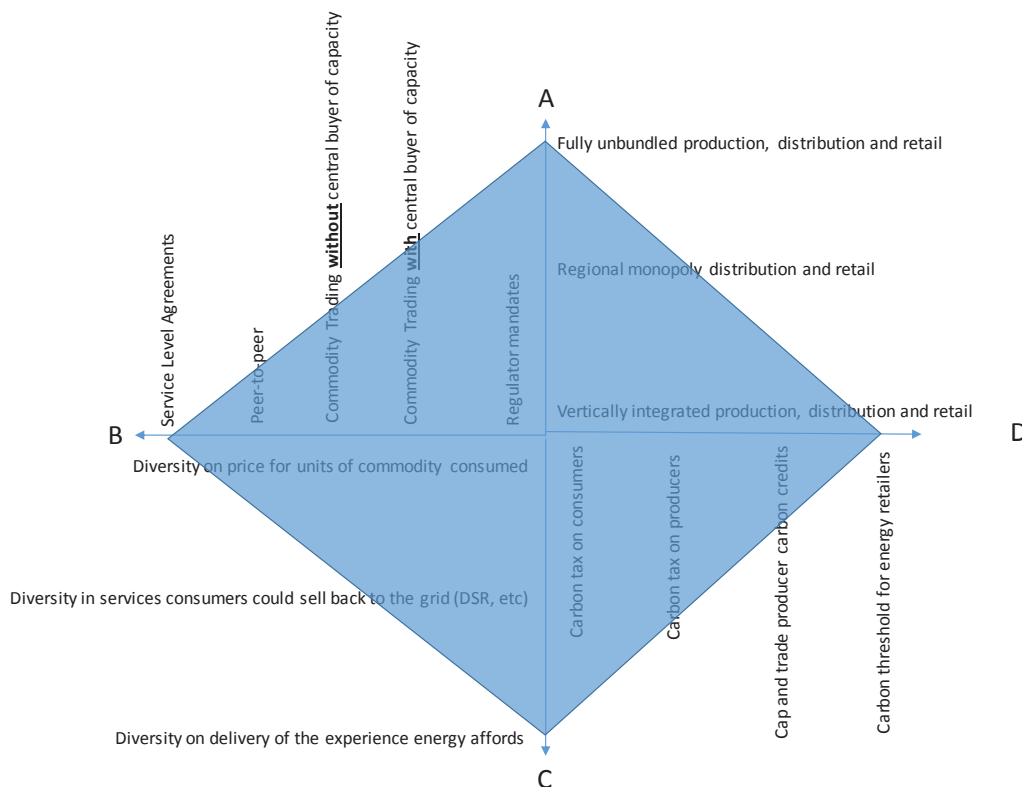 A
Fully unbundled production, distribution and retail
Regional monopoly distribution and retail
Vertically integrated production, distribution and retail
Service Level Agreements
Peer-to-peer
Commodity Trading without central buyer of capacity
Commodity Trading with central buyer of capacity
Regulator mandates
B
D
Diversity on price for units of commodity consumed
Diversity in services consumers could sell back to the grid (DSR, etc)
Diversity on delivery of the experience energy affords
Carbon tax on consumers
Carbon tax on producers
Cap and trade producer carbon credits
Carbon threshold for energy retailers
C